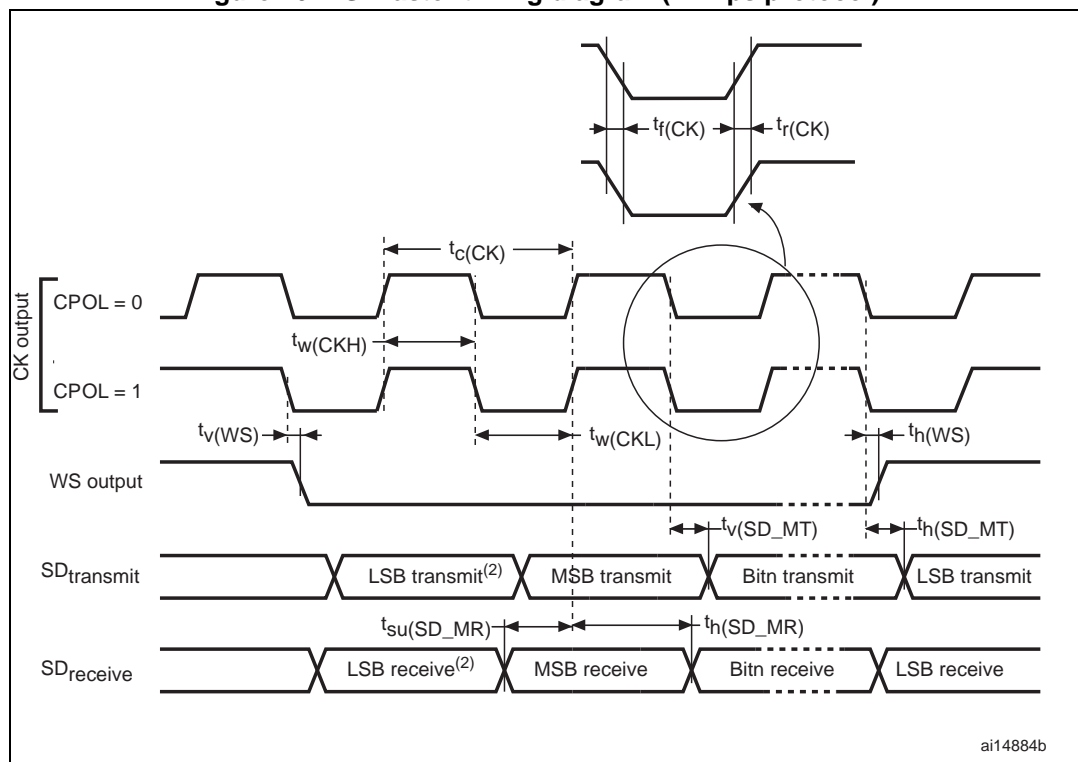 tf(CK)
tr(CK)
tc(CK)
CK output
CPOL = 0
tw(CKH)
CPOL = 1
tv(WS)
tw(CKL)
th(WS)
WS output
tv(SD_MT)
th(SD_MT)
SDtransmit
LSB transmit(2)
MSB transmit
Bitn transmit
LSB transmit
tsu(SD_MR)
th(SD_MR)
SDreceive
LSB receive(2)
MSB receive
Bitn receive
LSB receive
ai14884b